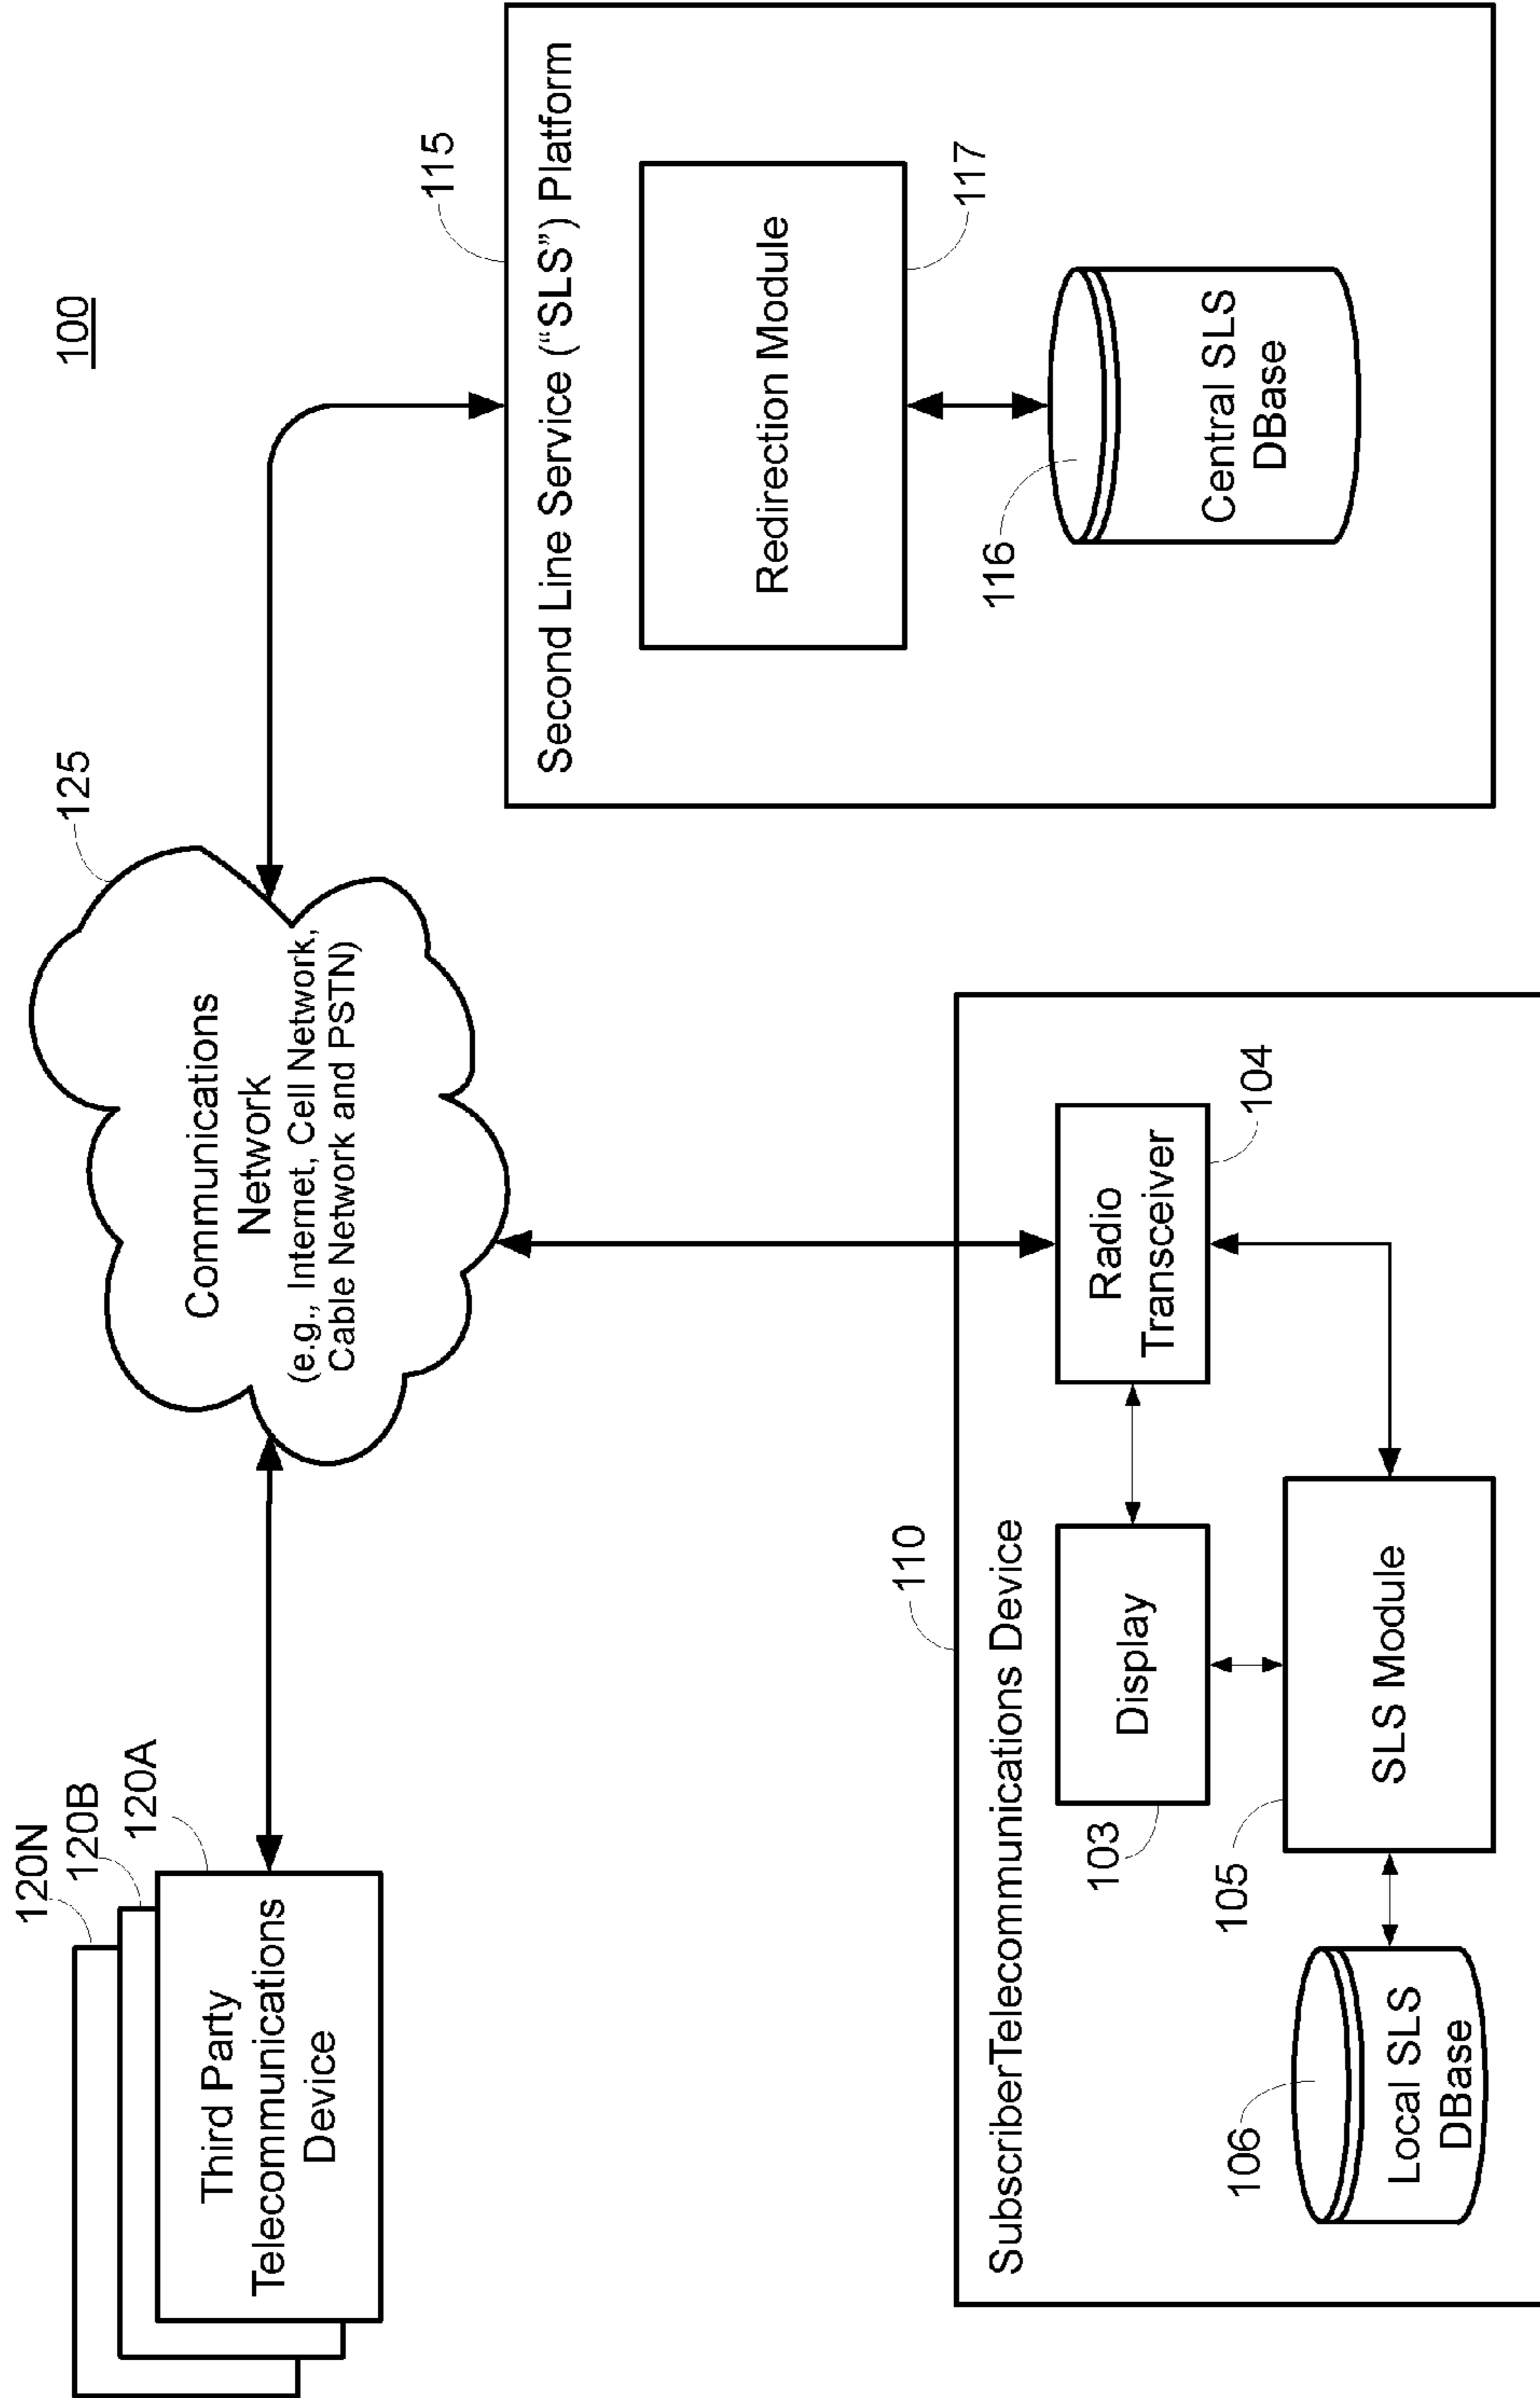 100
120N
120B
120A
Third Party
Telecommunications
Device
125
Communications
Network
(e.g., Internet, Cell Network,
Cable Network and PSTN)
115
Second Line Service (“SLS”) Platform
Redirection Module
117
116
Central SLS
DBase
110
SubscriberTelecommunications Device
103
Display
Radio
Transceiver
104
105
SLS Module
106
Local SLS
DBase